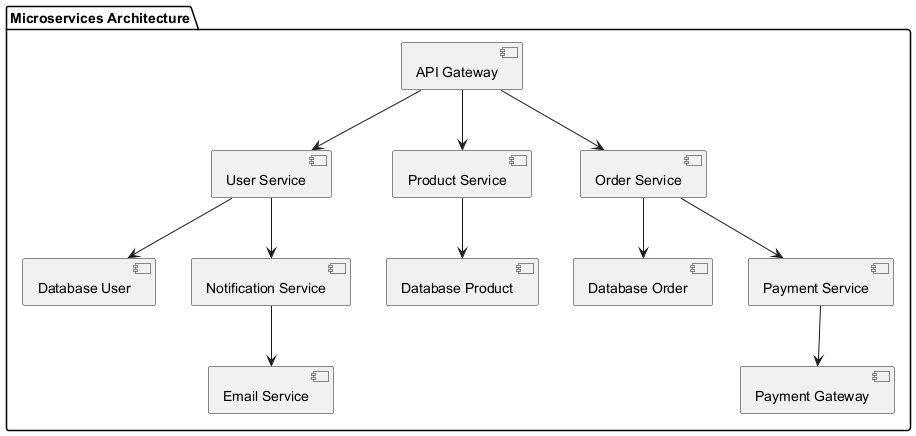 Microservices Architecture
API Gateway
User Service
Product Service
Order Service
Database User
Notification Service
Database Product
Database Order
Payment Service
Email Service
Payment Gateway